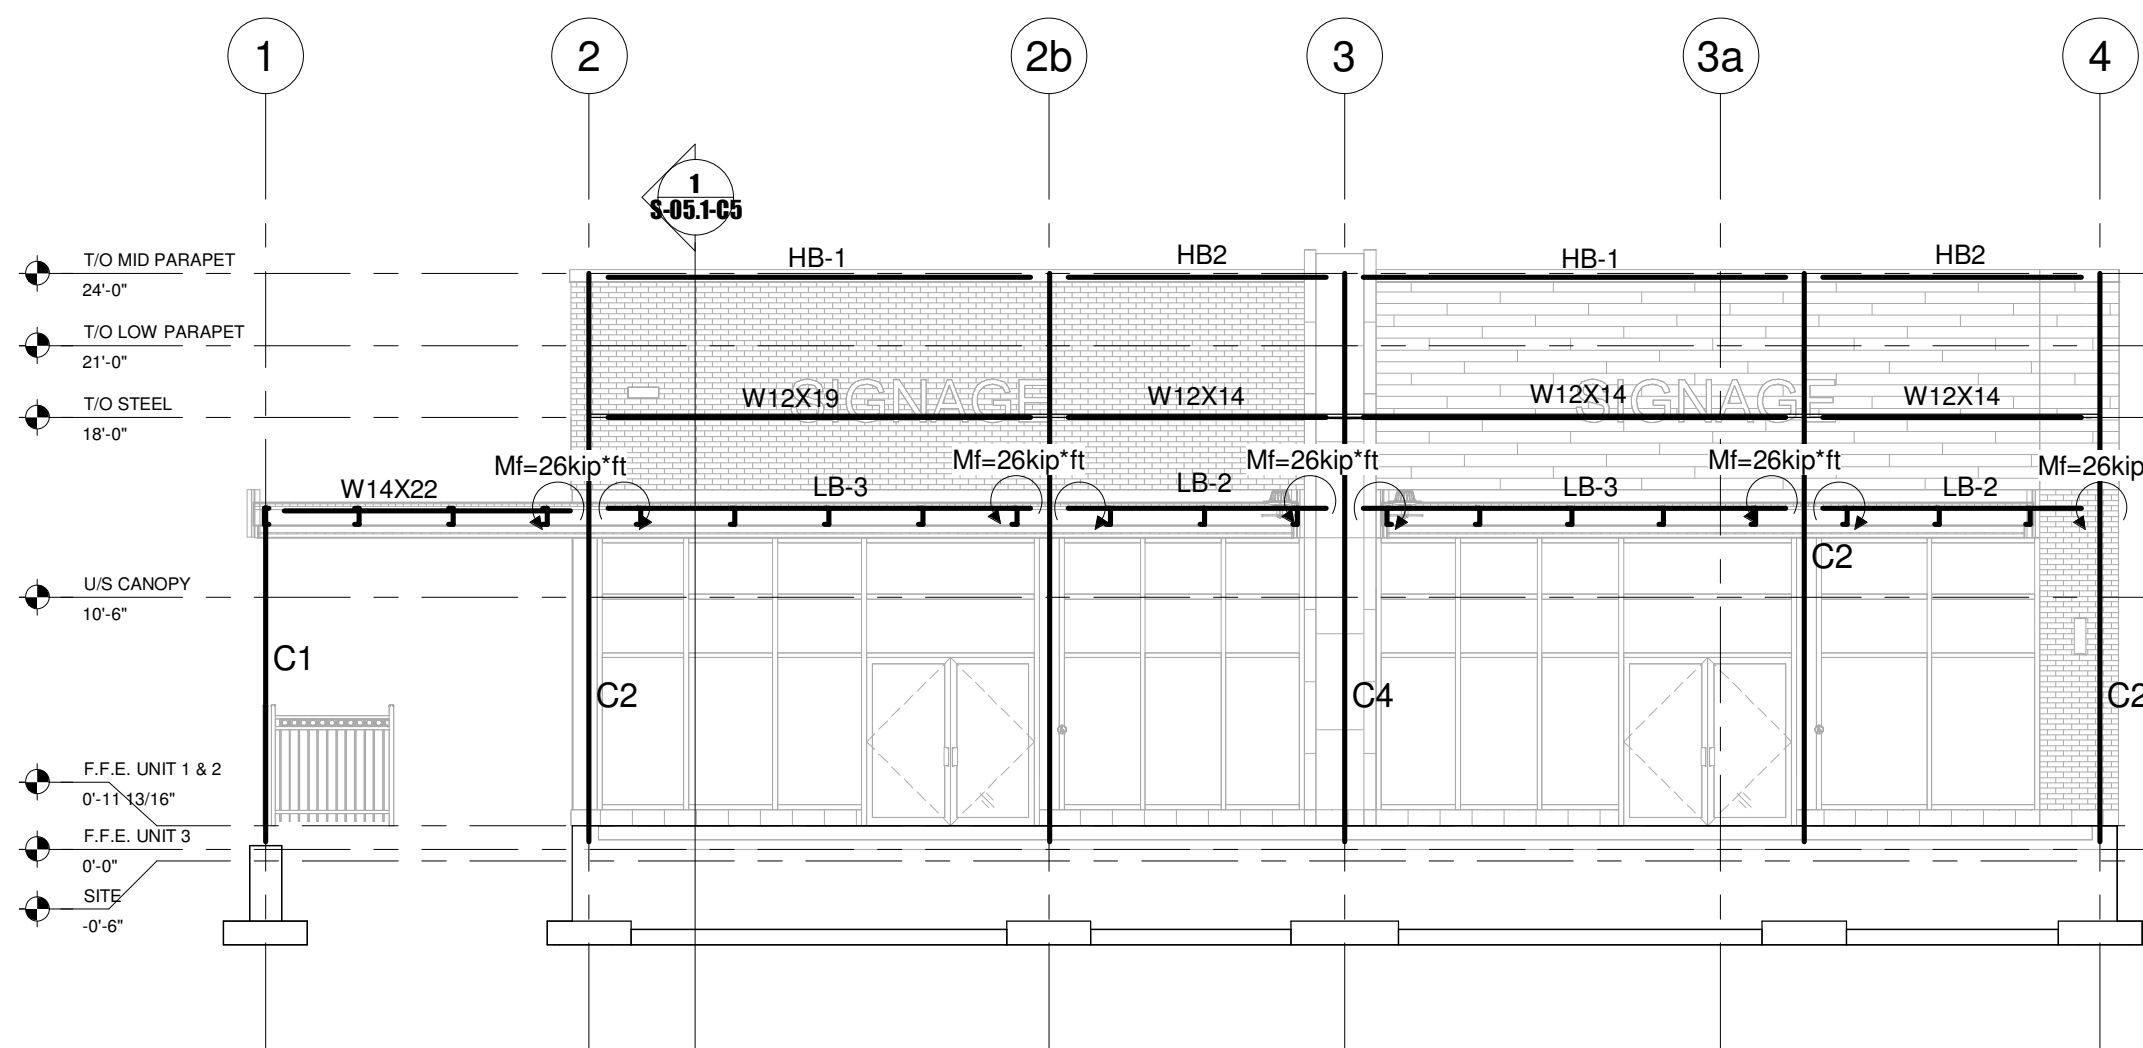 1
2
2b
3
3a
4
1
S-05.1-C5
T/O MID PARAPET
24'-0"
HB-1
HB2
HB-1
HB2
T/O LOW PARAPET
21'-0"
T/O STEEL
18'-0"
SIGNAGE
SIGNAGE
W12X19
W12X14
W12X14
W12X14
Mf=26kip*ft
Mf=26kip*ft
Mf=26kip*ft
Mf=26kip*ft
Mf=26kip
W14X22
LB-3
LB-2
LB-3
LB-2
U/S CANOPY
10'-6"
C2
C1
C2
C4
C2
F.F.E. UNIT 1 & 2
0'-11 13/16"
F.F.E. UNIT 3
0'-0"
SITE
-0'-6"